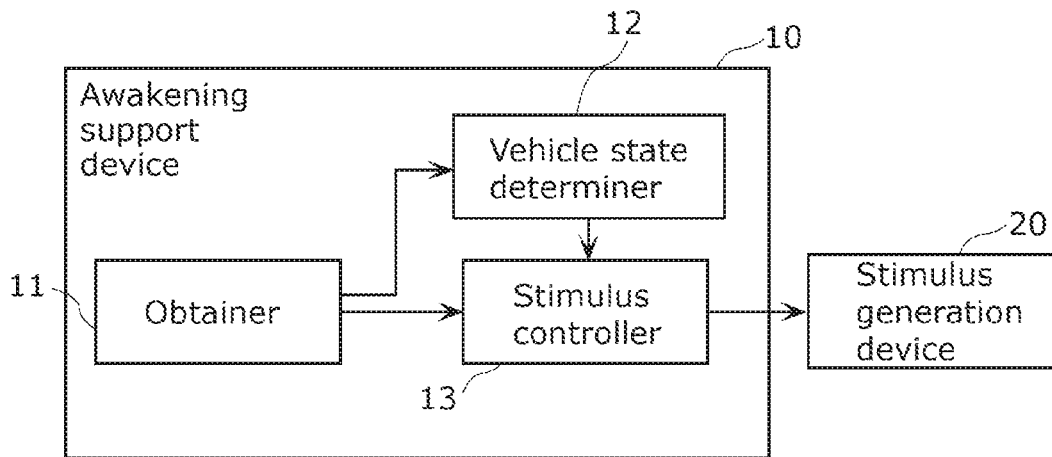 12
10
Awakening
support
device
Vehicle state
determiner
20
11
Obtainer
Stimulus
controller
Stimulus
generation
device
13